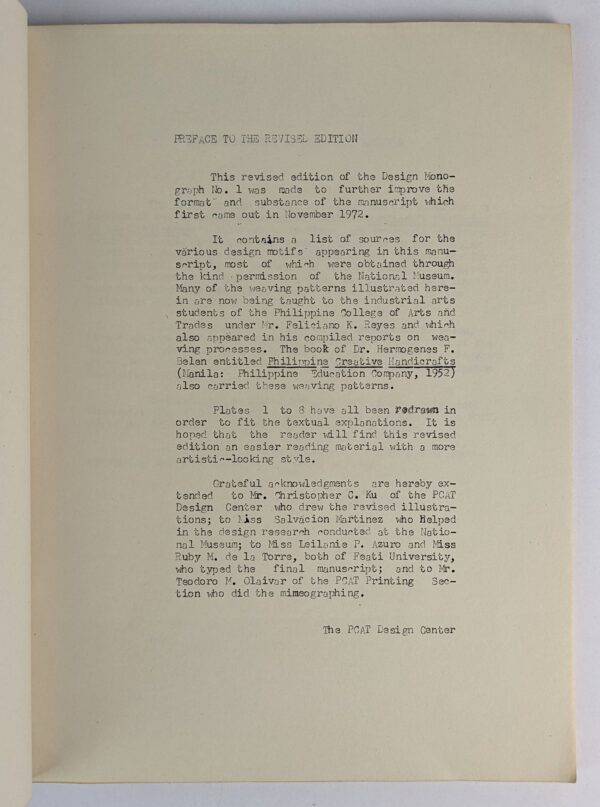 PREFACE TO THE REVISED EDITION
This revised edition of the Design Mono-
graph No. 1 was made to further improve the
format and substance of the manuscript which
first came out in November 1972.
It contains a list of sources for the
various design motifs appearing in this manu-
script, most of which were obtained through
the kind permission of the National Museum.
Many of the weaving patterns illustrated here-
in are now being taught to the industrial arts
students of the Philippine College of Arts and
Trades under Mr. Feliciano K. Reyes and which
also appeared in his compiled reports on wea-
ving processes. The book of Dr. Hermogenes F.
Belen entitled Philippine Creative Handicrafts
(Manila: Philippine Education Company, 1952)
also carried these weaving patterns.
Plates 1 to 8 have all been redrawn in
order to fit the textual explanations. It is
hoped that the reader will find this revised
edition an easier reading material with a more
artistic-looking style.
Grateful acknowledgments are hereby ex-
tended to Mr. Christopher C. Ku of the PCAT
Design Center who drew the revised illustra-
tions; to Miss Salvacion Martinez who helped
in the design research conducted at the Natio-
nal Museum; to Miss Leilanie P. Azuro and Miss
Ruby M. de la Torre, both of Feati University,
who typed the final manuscript; and to Mr.
Teodoro M. Olaivar of the PCAT Printing Sec-
tion who did the mimeographing.
The PCAT Design Center